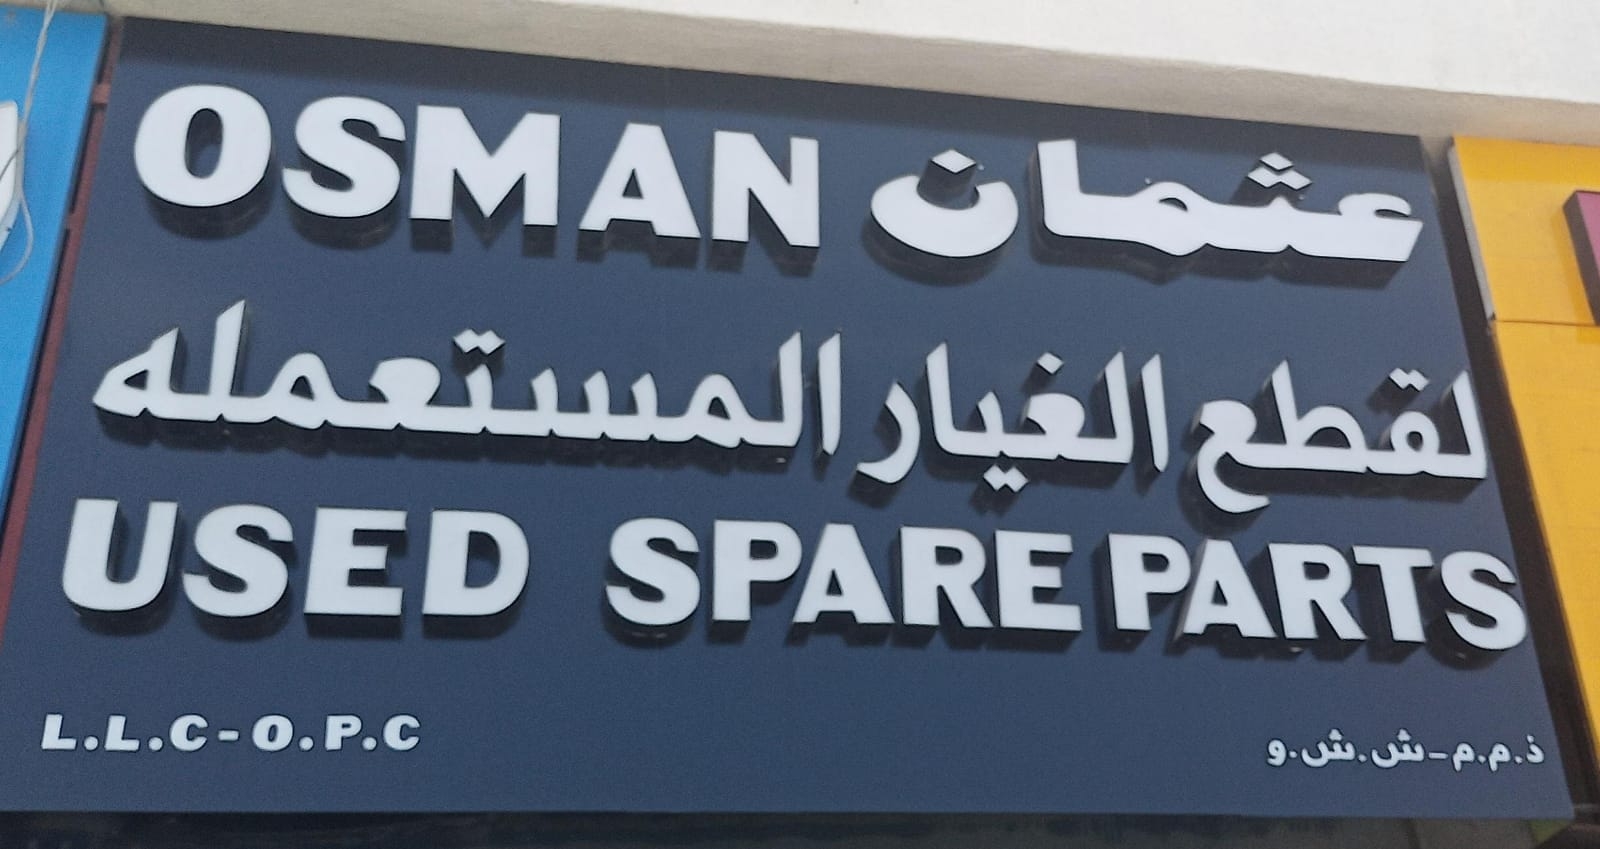 OSMAN عثمان
لقطع الغيار المستعمله
USED SPARE PARTS
L.L.C-O.P.C
ذ.م.م-ش.ش.و